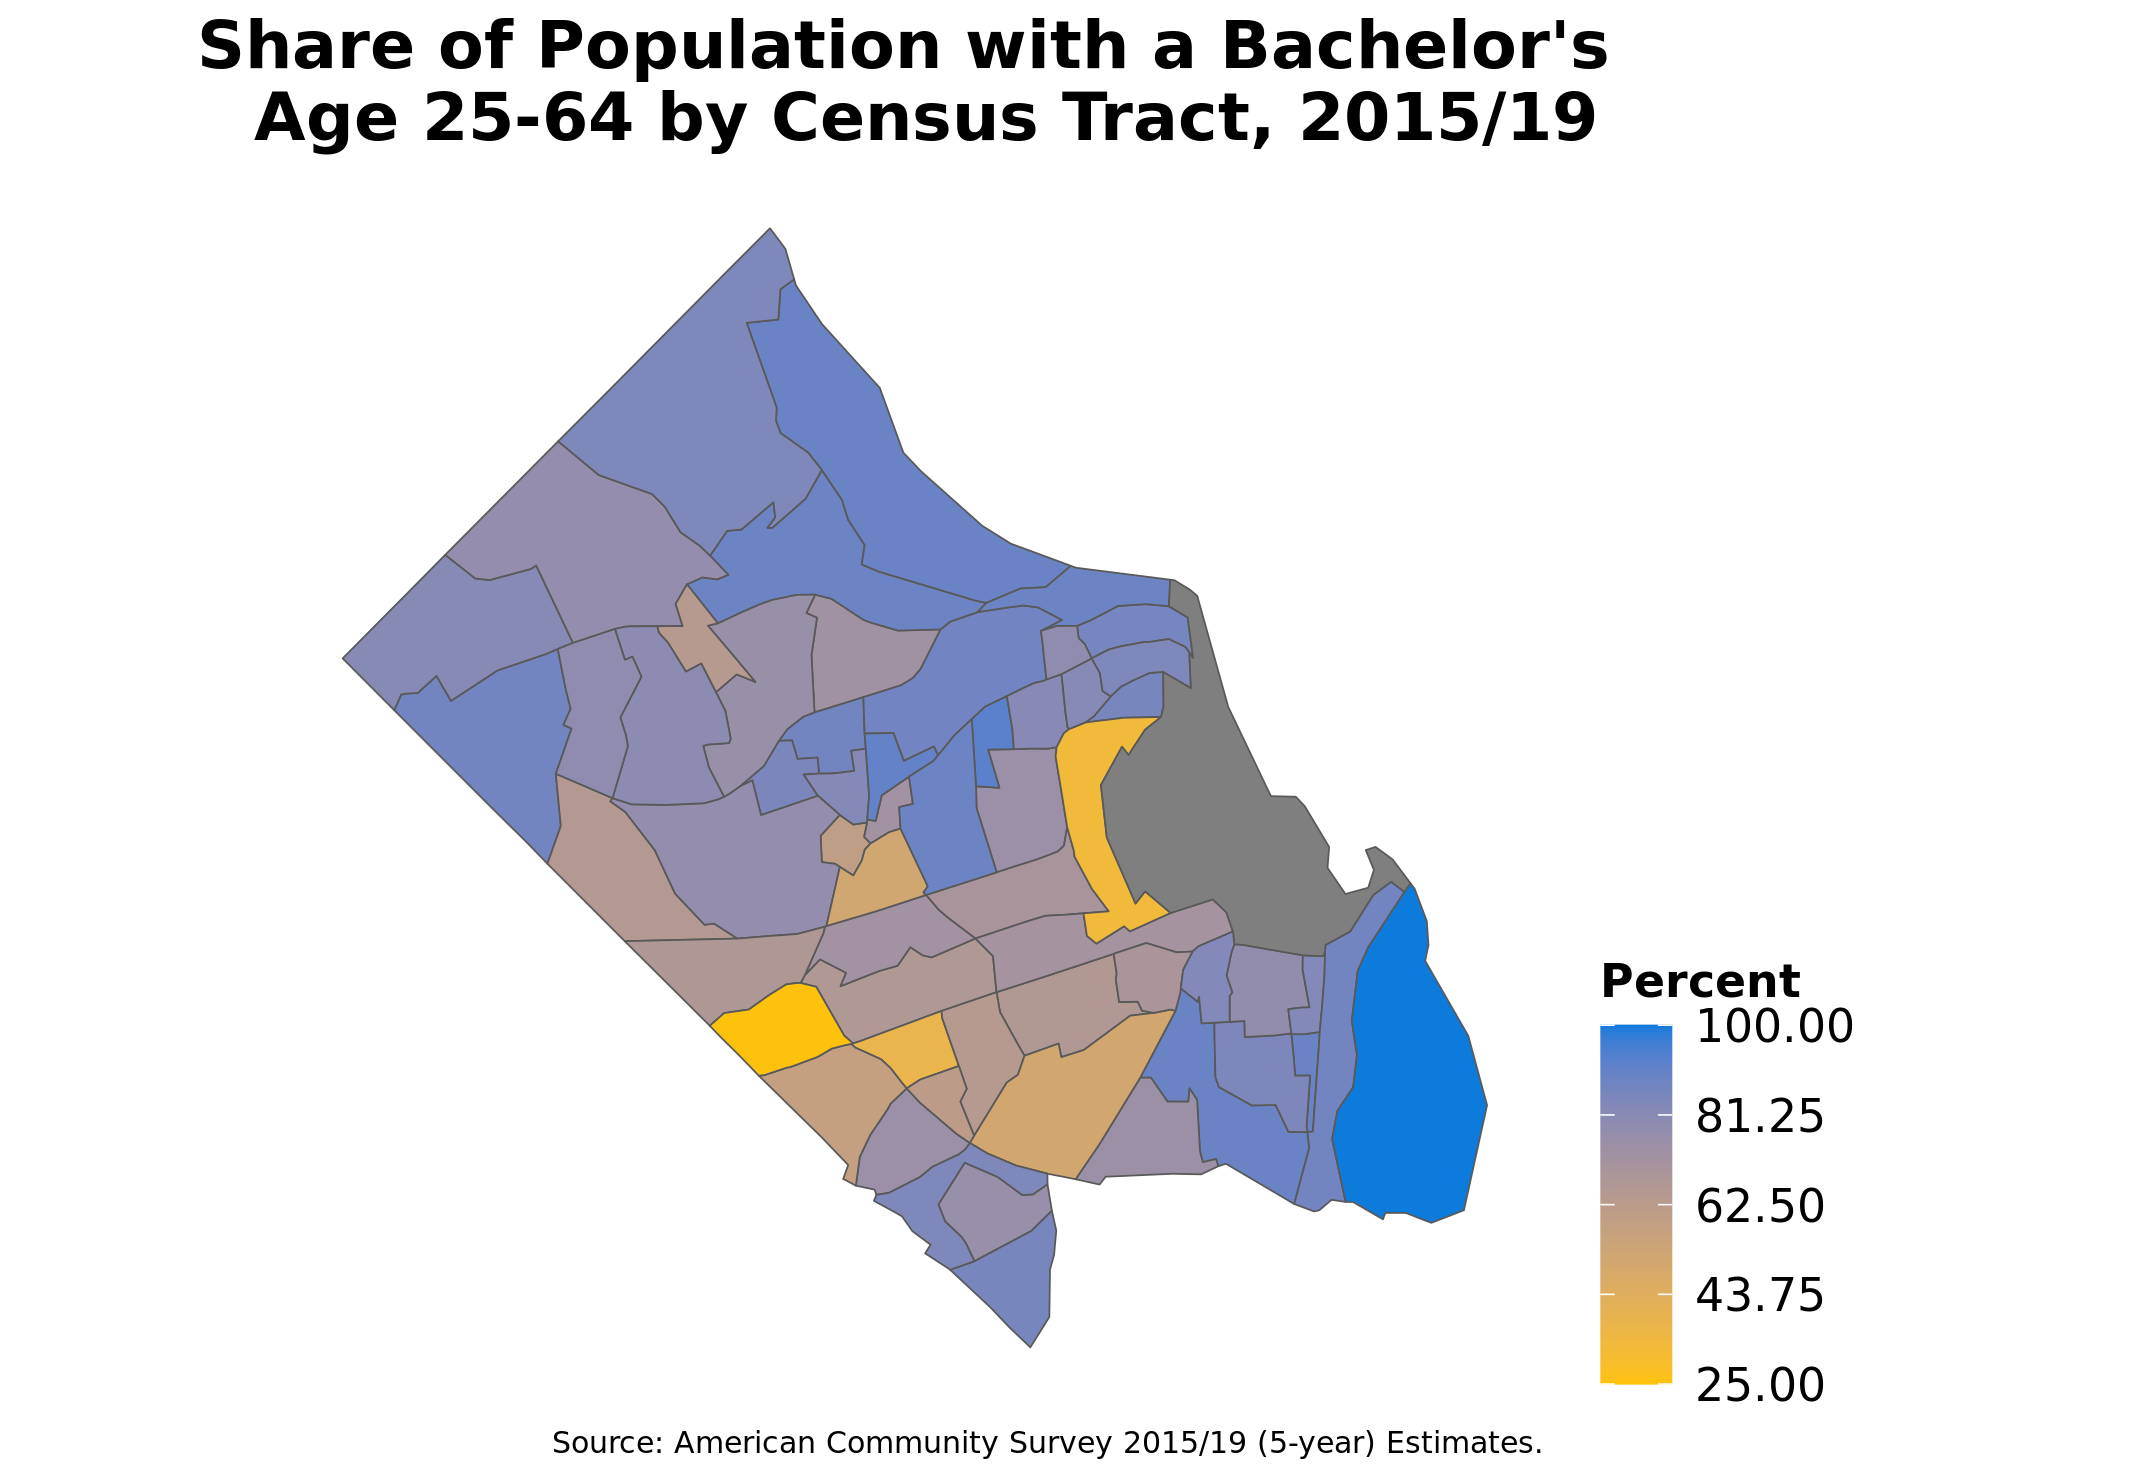 Share of Population with a Bachelor's
Age 25-64 by Census Tract, 2015/19
Percent
100.00
81.25
62.50
43.75
25.00
Source: American Community Survey 2015/19 (5-year) Estimates.